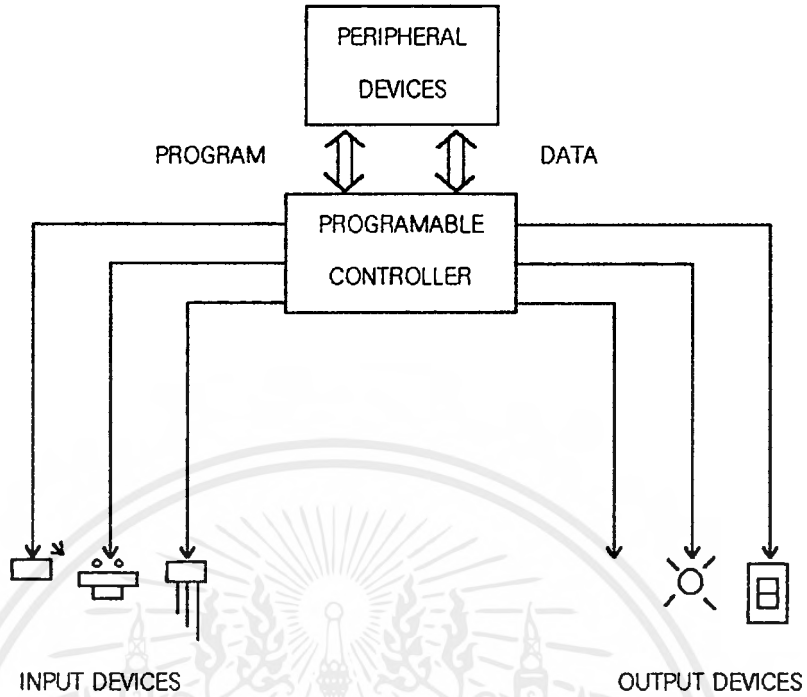 PERIPHERAL
DEVICES
PROGRAM
DATA
PROGRAMABLE
CONTROLLER
INPUT DEVICES
OUTPUT DEVICES